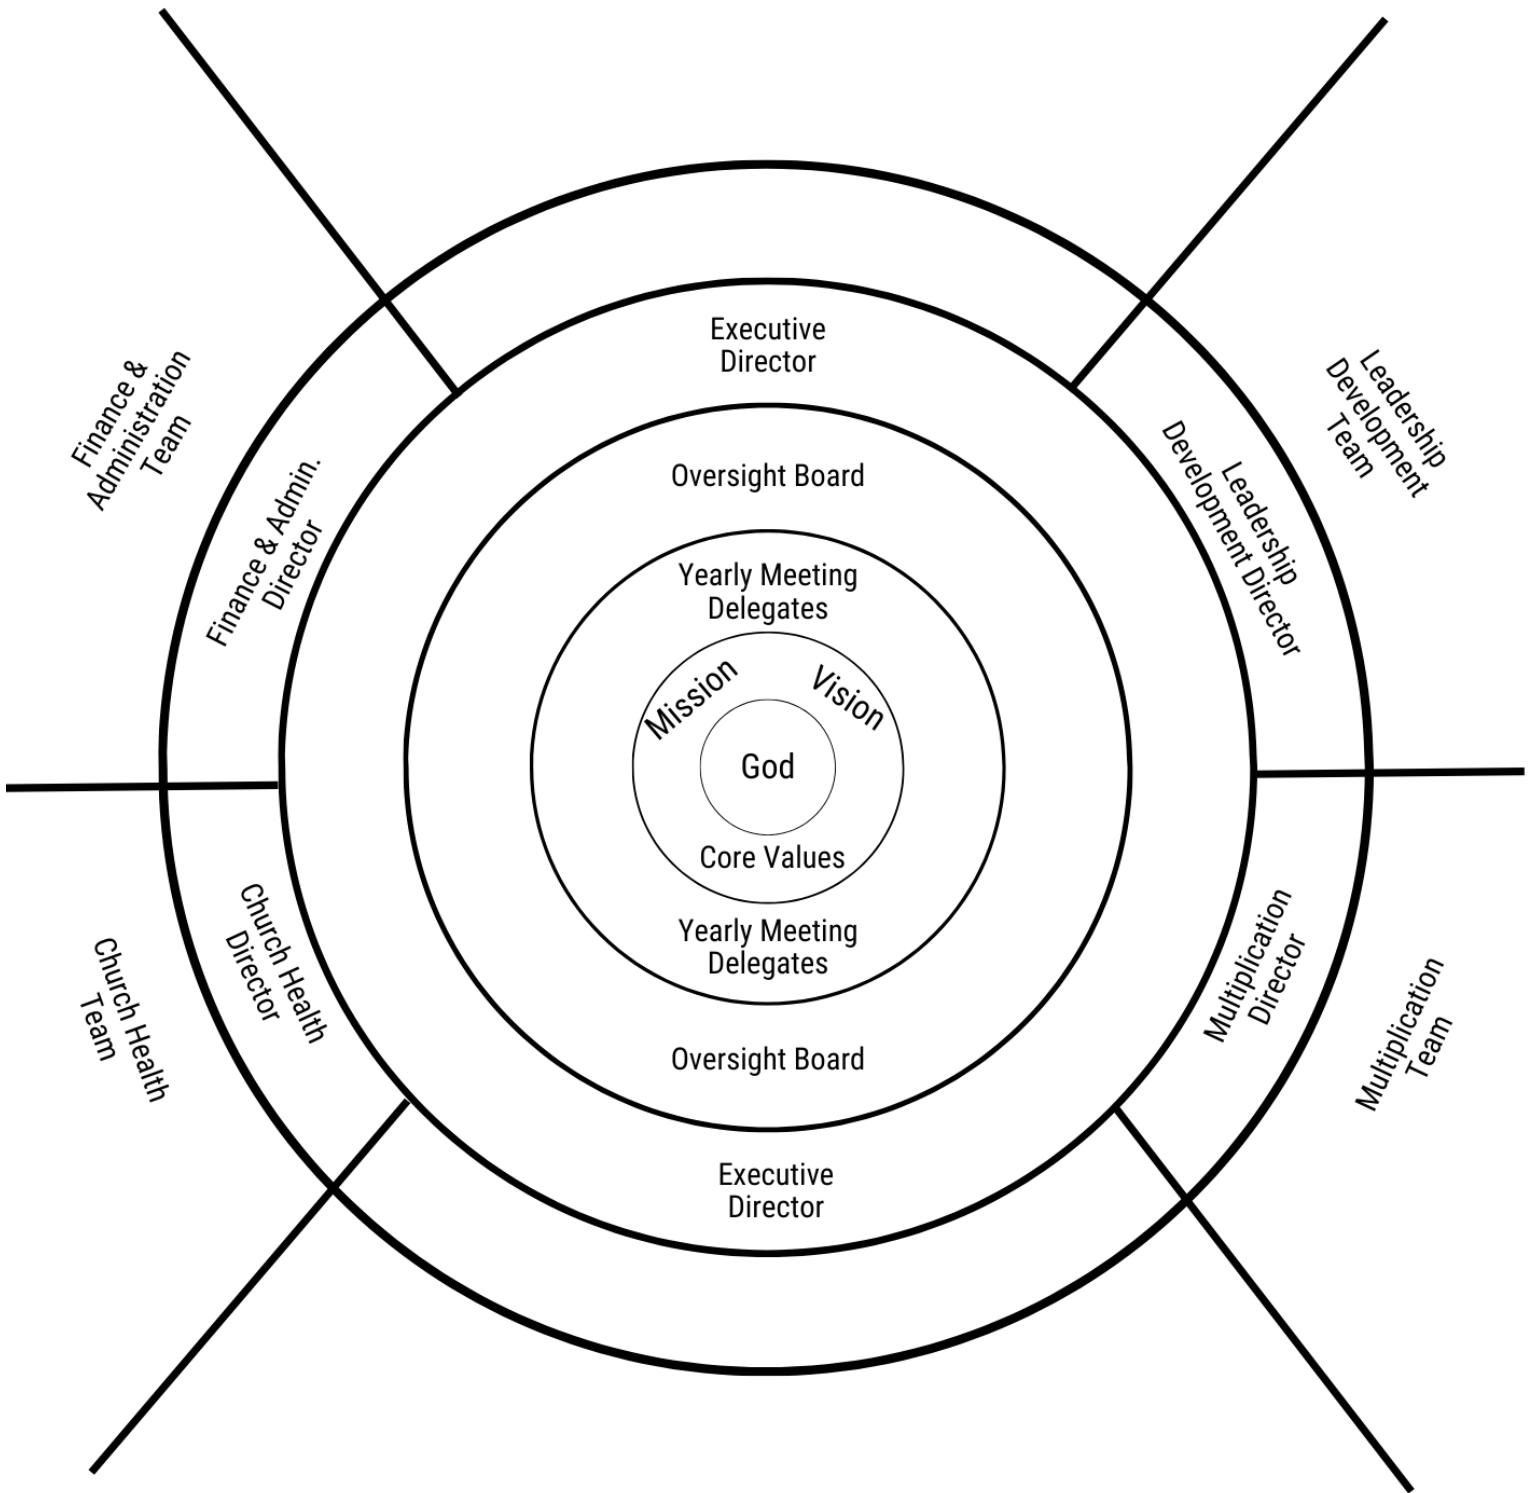 Executive
Director
Oversight Board
Yearly Meeting
Delegates
Mission
Vision
God
Core Values
Yearly Meeting
Delegates
Oversight Board
Executive
Director
Finance &
Administration
Team
Finance & Admin.
Director
Leadership
Development Director
Leadership
Development
Team
Church Health
Team
Church Health
Director
Multiplication
Director
Multiplication
Team